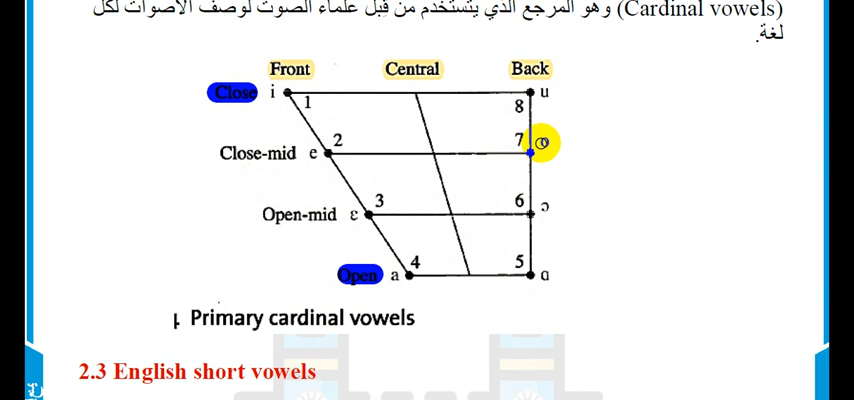 (Cardinal vowels) وهو المرجع الذي يستخدم من قِبل علماء الصوت لوصف الأصوات لكل
لغة.
Front Central Back
Close i 1 8 u
Close-mid e 2 7 o
Open-mid ɛ 3 6 ɔ
Open a 4 5 ɑ
Primary cardinal vowels
2.3 English short vowels